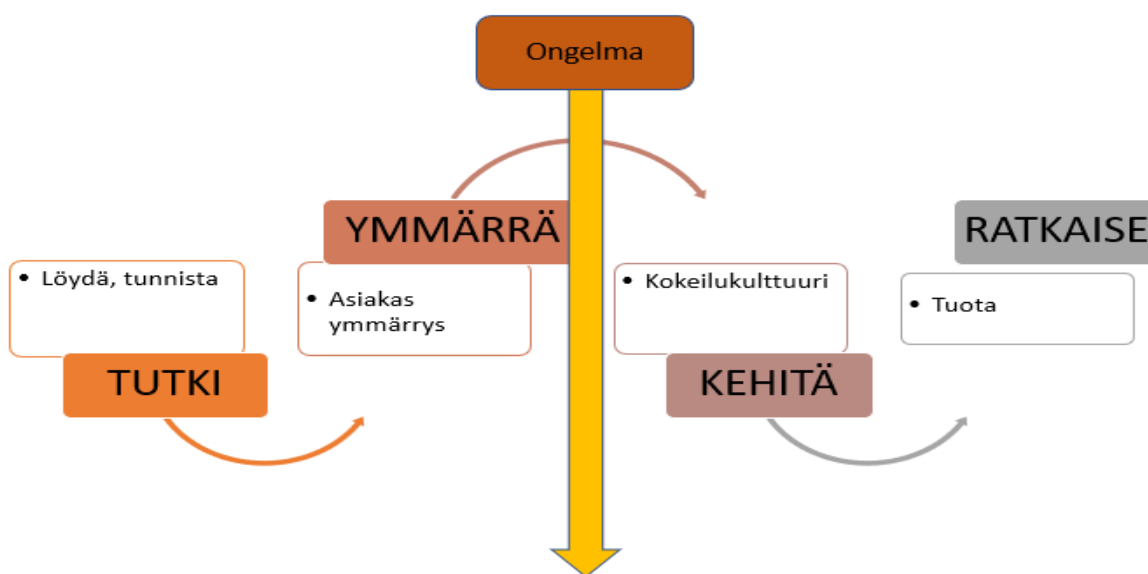 Ongelma
YMMÄRRÄ
RATKAISE
• Löydä, tunnista
• Asiakas
ymmärrys
• Kokeilukulttuuri
• Tuota
TUTKI
KEHITÄ